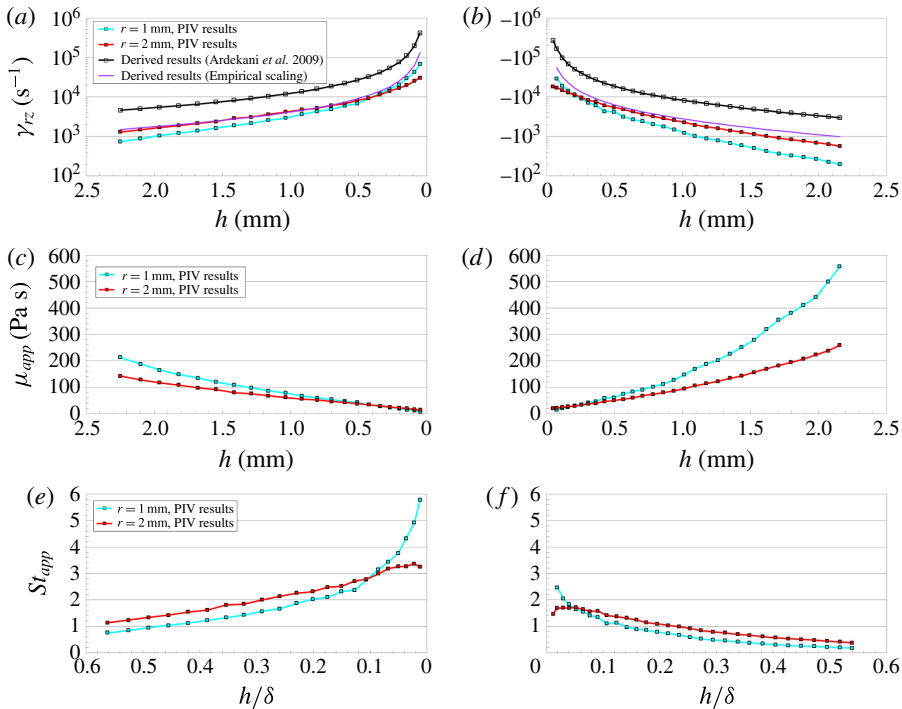 (a)
10^6
10^5
10^4
10^3
10^2
γ_rz (s^−1)
r = 1 mm, PIV results
r = 2 mm, PIV results
Derived results (Ardekani et al. 2009)
Derived results (Empirical scaling)
2.5 2.0 1.5 1.0 0.5 0
h (mm)
(b)
−10^6
−10^5
−10^4
−10^3
−10^2
0 0.5 1.0 1.5 2.0 2.5
h (mm)
(c)
600
500
400
300
200
100
0
μ_app (Pa s)
r = 1 mm, PIV results
r = 2 mm, PIV results
2.5 2.0 1.5 1.0 0.5 0
h (mm)
(d)
600
500
400
300
200
100
0
0 0.5 1.0 1.5 2.0 2.5
h (mm)
(e)
6
5
4
3
2
1
0
St_app
r = 1 mm, PIV results
r = 2 mm, PIV results
0.6 0.5 0.4 0.3 0.2 0.1 0
h/δ
(f)
6
5
4
3
2
1
0
0 0.1 0.2 0.3 0.4 0.5 0.6
h/δ